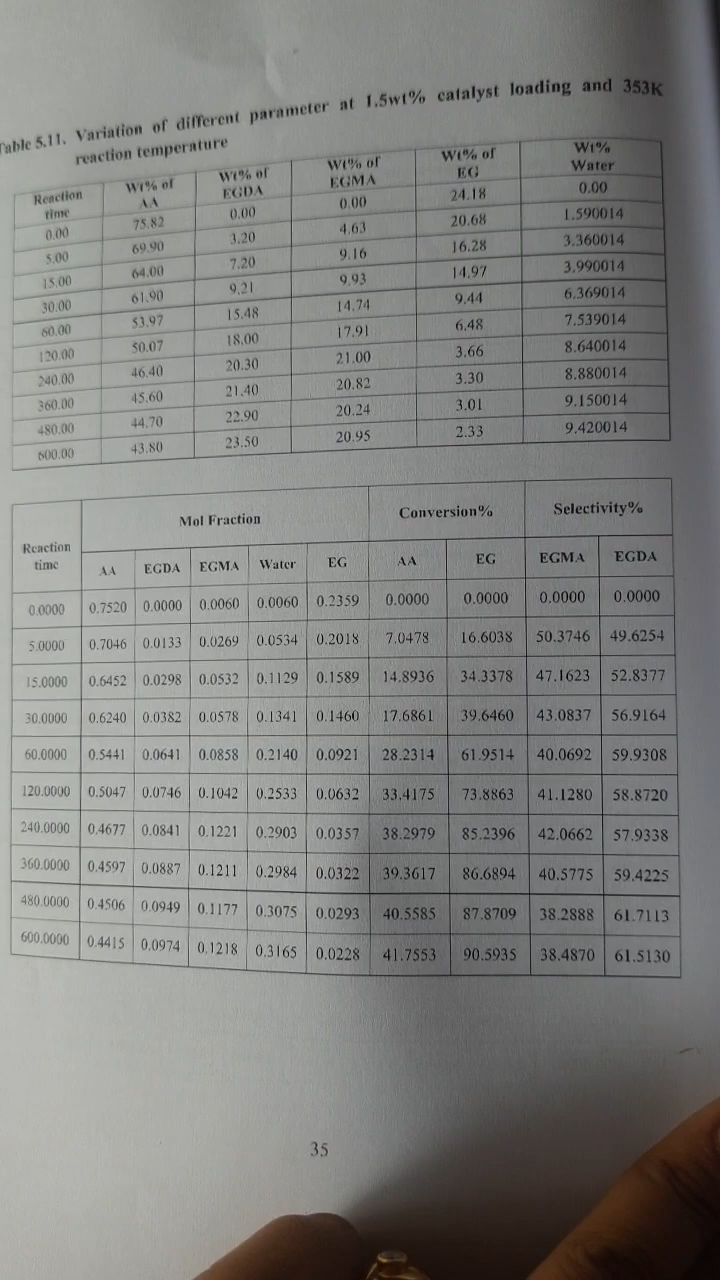 Table 5.11. Variation of different parameter at 1.5wt% catalyst loading and 353K
reaction temperature
Reaction time Wt% of AA Wt% of EGDA Wt% of EGMA Wt% of EG Wt% Water
0.00 75.82 0.00 0.00 24.18 0.00
5.00 69.90 3.20 4.63 20.68 1.590014
15.00 64.00 7.20 9.16 16.28 3.360014
30.00 61.90 9.21 9.93 14.97 3.990014
60.00 53.97 15.48 14.74 9.44 6.369014
120.00 50.07 18.00 17.91 6.48 7.539014
240.00 46.40 20.30 21.00 3.66 8.640014
360.00 45.60 21.40 20.82 3.30 8.880014
480.00 44.70 22.90 20.24 3.01 9.150014
600.00 43.80 23.50 20.95 2.33 9.420014
Reaction time Mol Fraction Conversion% Selectivity%
AA EGDA EGMA Water EG AA EG EGMA EGDA
0.0000 0.7520 0.0000 0.0060 0.0060 0.2359 0.0000 0.0000 0.0000 0.0000
5.0000 0.7046 0.0133 0.0269 0.0534 0.2018 7.0478 16.6038 50.3746 49.6254
15.0000 0.6452 0.0298 0.0532 0.1129 0.1589 14.8936 34.3378 47.1623 52.8377
30.0000 0.6240 0.0382 0.0578 0.1341 0.1460 17.6861 39.6460 43.0837 56.9164
60.0000 0.5441 0.0641 0.0858 0.2140 0.0921 28.2314 61.9514 40.0692 59.9308
120.0000 0.5047 0.0746 0.1042 0.2533 0.0632 33.4175 73.8863 41.1280 58.8720
240.0000 0.4677 0.0841 0.1221 0.2903 0.0357 38.2979 85.2396 42.0662 57.9338
360.0000 0.4597 0.0887 0.1211 0.2984 0.0322 39.3617 86.6894 40.5775 59.4225
480.0000 0.4506 0.0949 0.1177 0.3075 0.0293 40.5585 87.8709 38.2888 61.7113
600.0000 0.4415 0.0974 0.1218 0.3165 0.0228 41.7553 90.5935 38.4870 61.5130
35